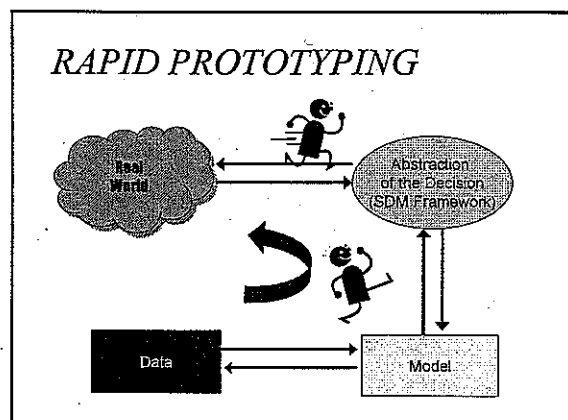 RAPID PROTOTYPING
Real
World
Abstraction
of the Decision
(SDM Framework)
Data
Model